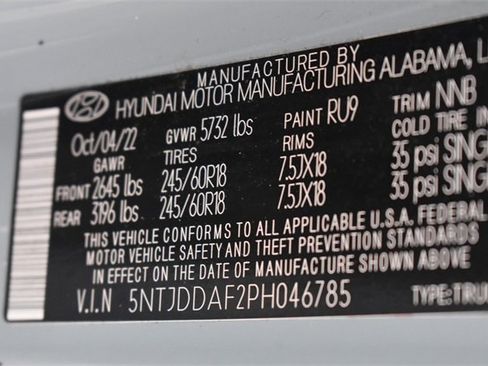 MANUFACTURED BY
HYUNDAI MOTOR MANUFACTURING ALABAMA, L
Oct/04/22 GVWR 5732 lbs PAINT RU9 TRIM NNB
GAWR TIRES RIMS COLD TIRE IN
FRONT 2645 lbs 245/60R18 7.5JX18 35 psi SING
REAR 3196 lbs 245/60R18 7.5JX18 35 psi SING
THIS VEHICLE CONFORMS TO ALL APPLICABLE U.S.A. FEDERAL
MOTOR VEHICLE SAFETY AND THEFT PREVENTION STANDARDS
IN EFFECT ON THE DATE OF MANUFACTURE SHOWN ABOVE
V.I.N 5NTJDDAF2PH046785 TYPE:TRU